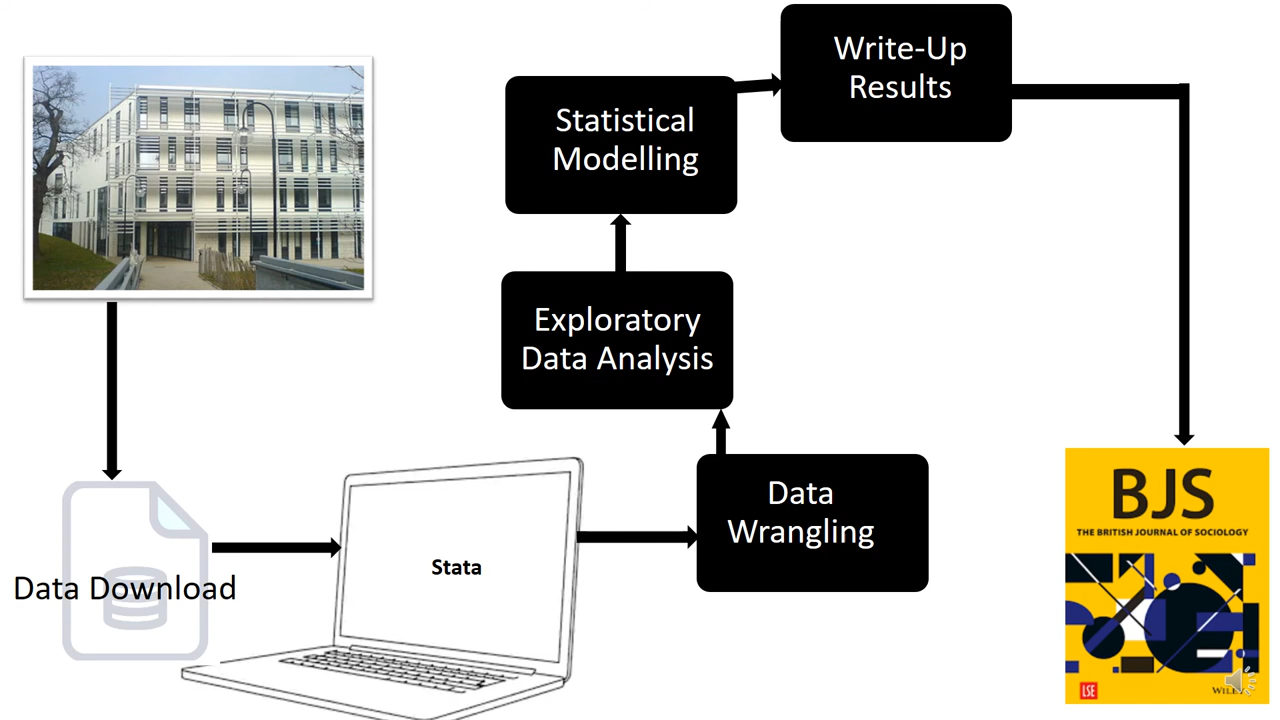 Write-Up
Results
Statistical
Modelling
Exploratory
Data Analysis
Data
Wrangling
Stata
Data Download
BJS
THE BRITISH JOURNAL OF SOCIOLOGY
LSE
WILEY